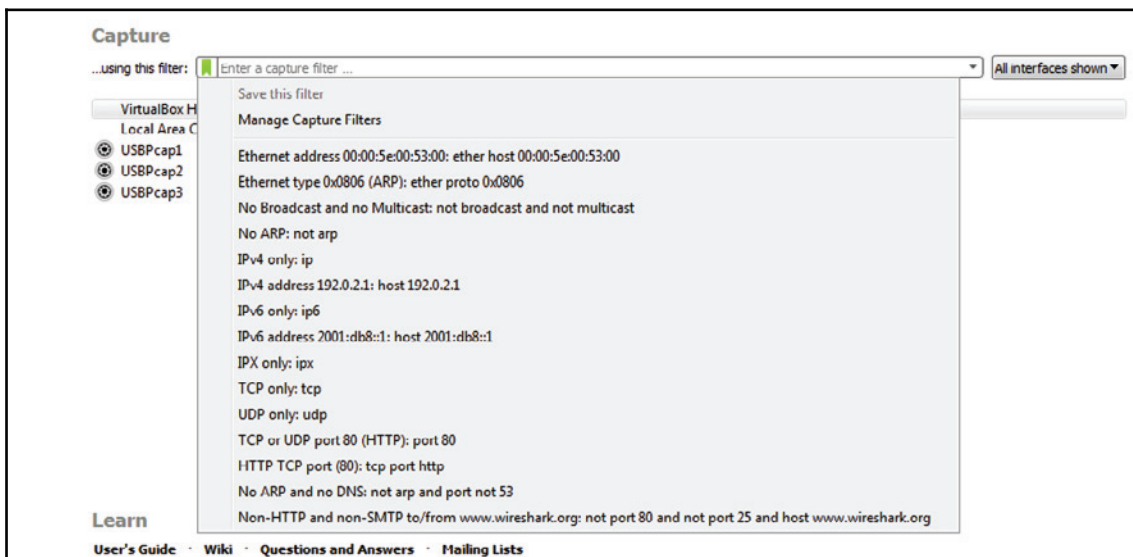 Capture
...using this filter: Enter a capture filter ... All interfaces shown
Save this filter
VirtualBox H
Manage Capture Filters
Local Area C
USBPcap1
USBPcap2
USBPcap3
Ethernet address 00:00:5e:00:53:00: ether host 00:00:5e:00:53:00
Ethernet type 0x0806 (ARP): ether proto 0x0806
No Broadcast and no Multicast: not broadcast and not multicast
No ARP: not arp
IPv4 only: ip
IPv4 address 192.0.2.1: host 192.0.2.1
IPv6 only: ip6
IPv6 address 2001:db8::1: host 2001:db8::1
IPX only: ipx
TCP only: tcp
UDP only: udp
TCP or UDP port 80 (HTTP): port 80
HTTP TCP port (80): tcp port http
No ARP and no DNS: not arp and port not 53
Non-HTTP and non-SMTP to/from www.wireshark.org: not port 80 and not port 25 and host www.wireshark.org
Learn
User's Guide · Wiki · Questions and Answers · Mailing Lists